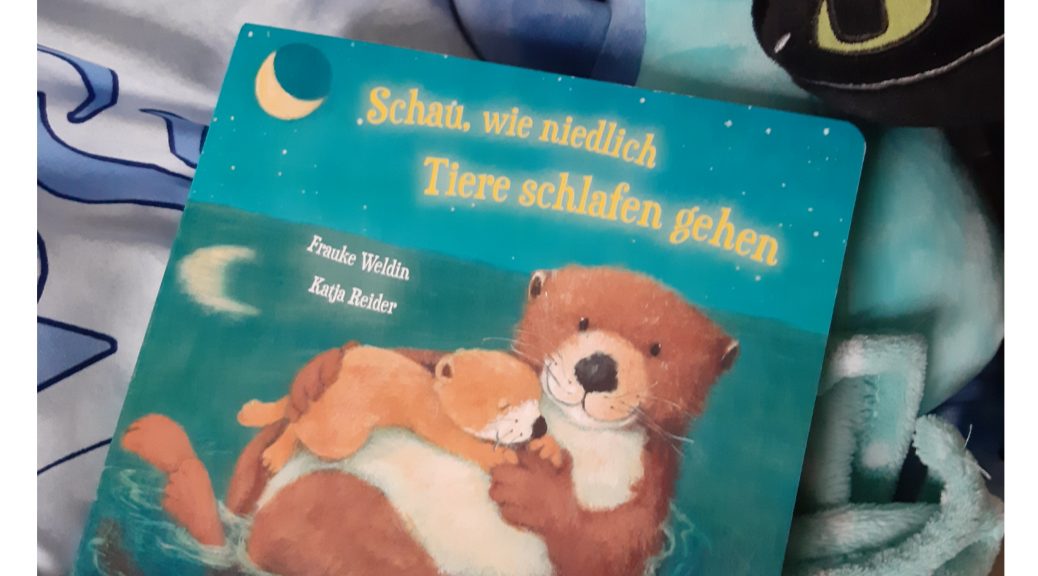 Schau, wie niedlich
Tiere schlafen gehen
Frauke Weldin
Katja Reider